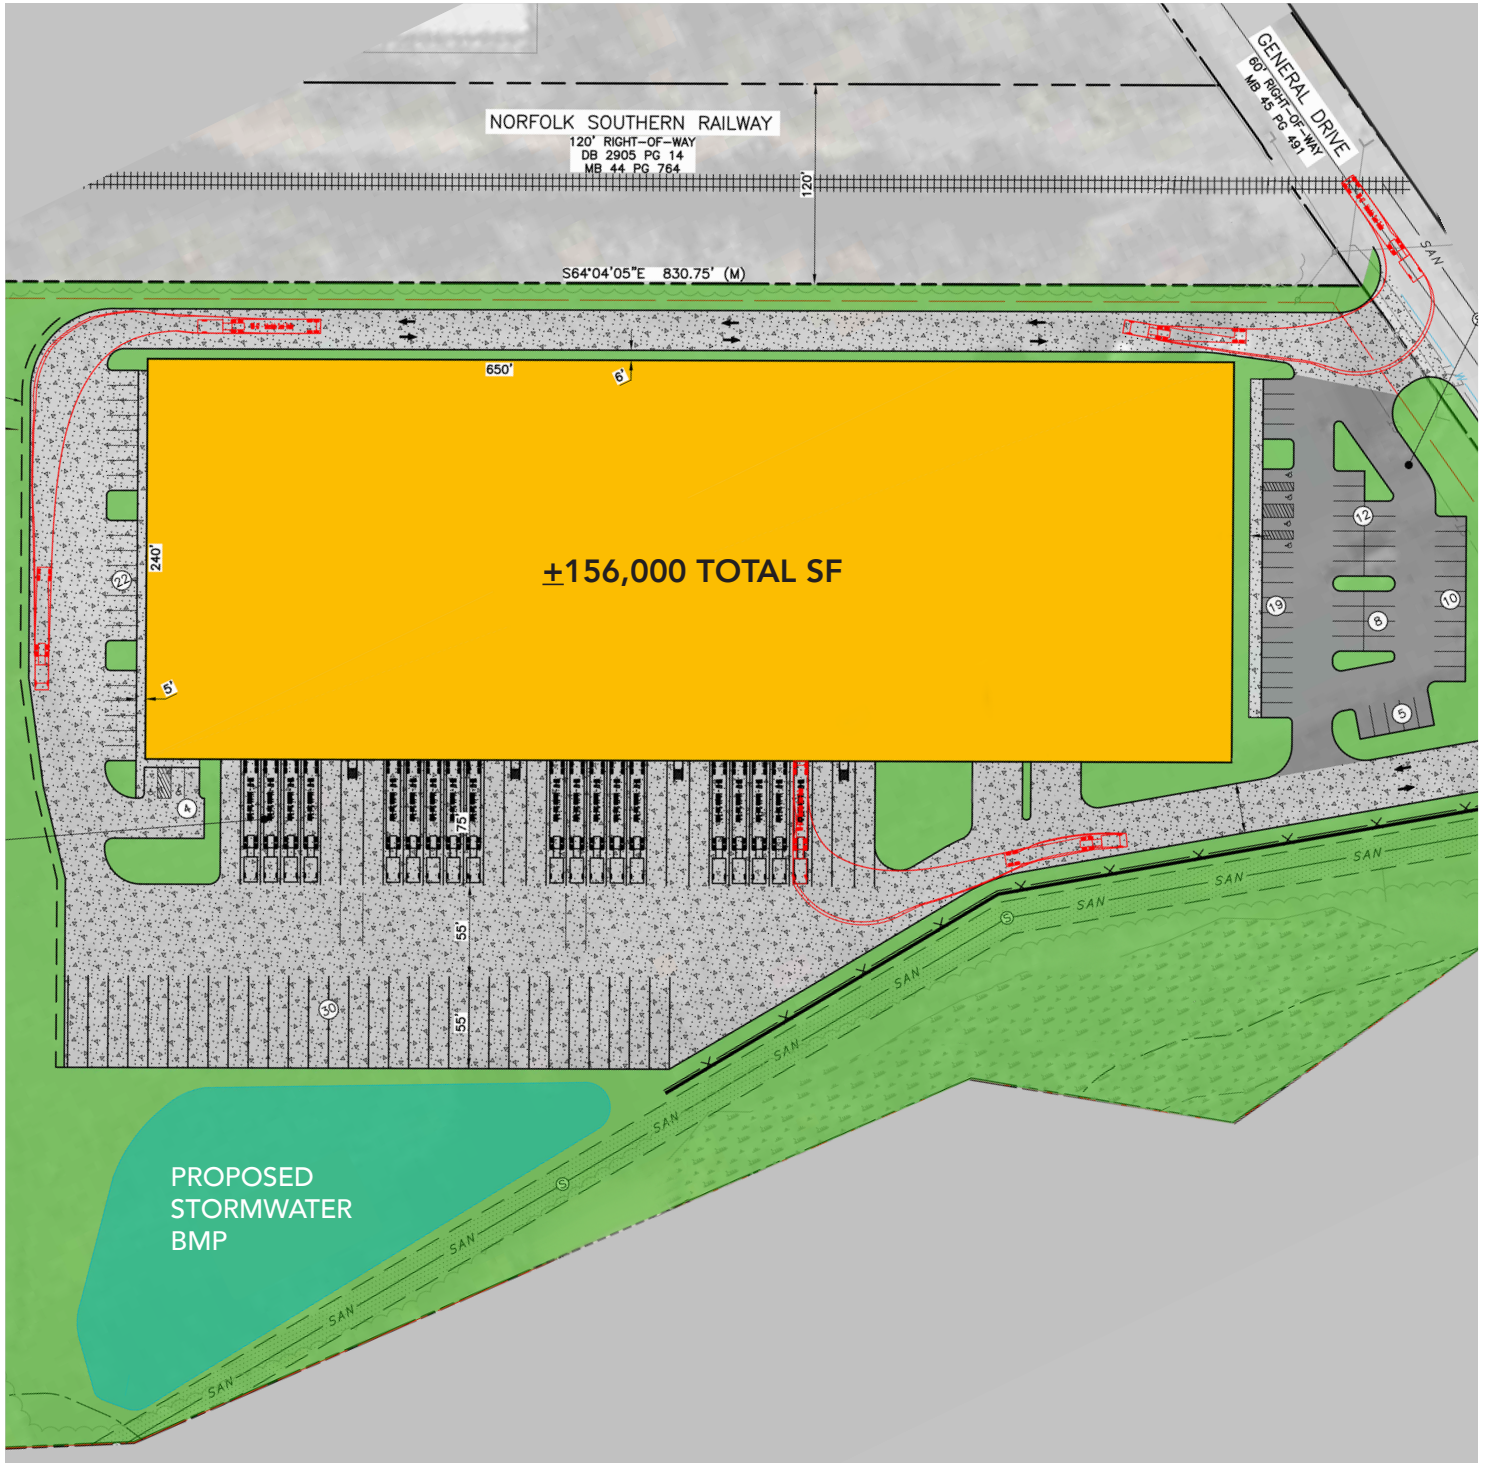 GENERAL DRIVE
60' RIGHT-OF-WAY
MB 45 PG 491
NORFOLK SOUTHERN RAILWAY
120' RIGHT-OF-WAY
DB 2905 PG 14
MB 44 PG 764
120'
SAN
S64°04'05"E 830.75' (M)
650'
6'
240'
±156,000 TOTAL SF
22
12
19
8
10
5'
5
4
75'
SAN
SAN
SAN
S
55'
SAN
30
55'
SAN
SAN
PROPOSED
STORMWATER
BMP
S
SAN
SAN
SAN